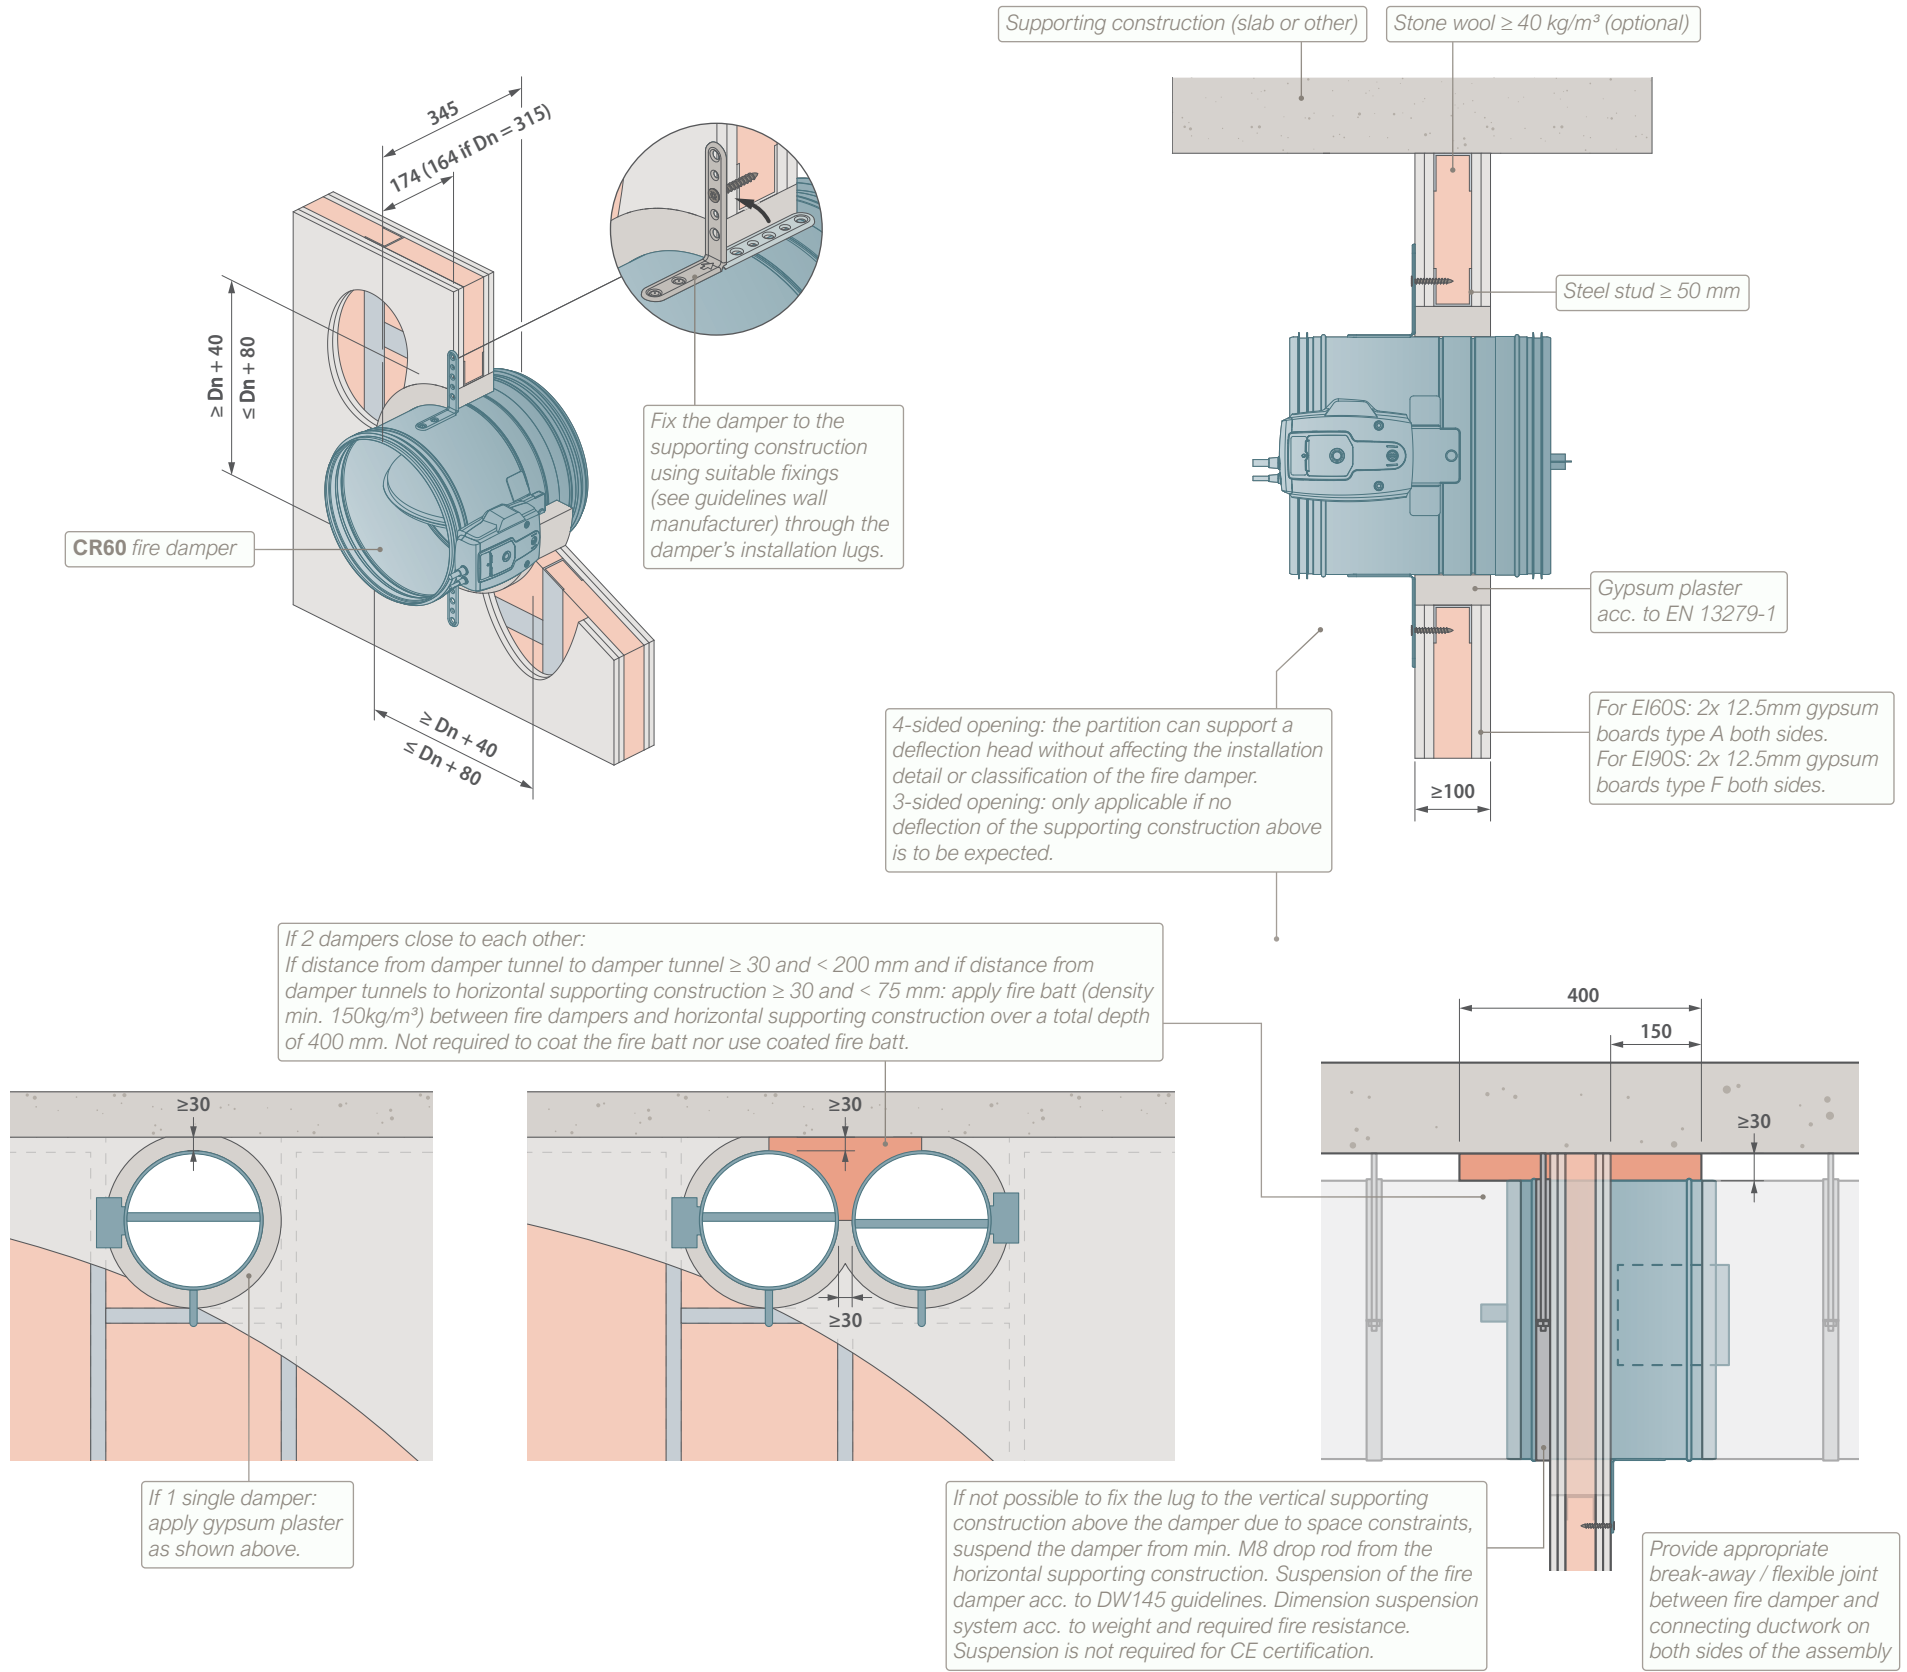 Supporting construction (slab or other)
Stone wool ≥ 40 kg/m³ (optional)
345
174 (164 if Dn = 315)
≥ Dn + 40
≤ Dn + 80
Steel stud ≥ 50 mm
Fix the damper to the
supporting construction
using suitable fixings
(see guidelines wall
manufacturer) through the
damper's installation lugs.
CR60 fire damper
Gypsum plaster
acc. to EN 13279-1
≥ Dn + 40
≤ Dn + 80
4-sided opening: the partition can support a
deflection head without affecting the installation
detail or classification of the fire damper.
3-sided opening: only applicable if no
deflection of the supporting construction above
is to be expected.
For EI60S: 2x 12.5mm gypsum
boards type A both sides.
For EI90S: 2x 12.5mm gypsum
boards type F both sides.
≥100
If 2 dampers close to each other:
If distance from damper tunnel to damper tunnel ≥ 30 and < 200 mm and if distance from
damper tunnels to horizontal supporting construction ≥ 30 and < 75 mm: apply fire batt (density
min. 150kg/m³) between fire dampers and horizontal supporting construction over a total depth
of 400 mm. Not required to coat the fire batt nor use coated fire batt.
400
150
≥30
≥30
≥30
≥30
If 1 single damper:
apply gypsum plaster
as shown above.
If not possible to fix the lug to the vertical supporting
construction above the damper due to space constraints,
suspend the damper from min. M8 drop rod from the
horizontal supporting construction. Suspension of the fire
damper acc. to DW145 guidelines. Dimension suspension
system acc. to weight and required fire resistance.
Suspension is not required for CE certification.
Provide appropriate
break-away / flexible joint
between fire damper and
connecting ductwork on
both sides of the assembly